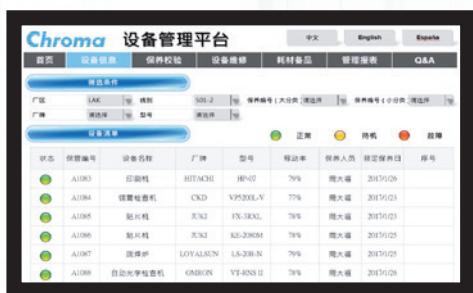 Chroma 设备管理平台 中文 English Española
首页 设备信息 保养校验 设备维修 耗材备品 管理报表 Q&A
筛选条件
厂区 LAK 线别 S01-2 保养编号(大分类 请选择 保养编号(小分类 请选择
厂牌 请选择 型号 请选择
设备清单 正常 待机 故障
状态 保管编号 设备名称 厂牌 型号 稼动率 保养人员 排定保养日 序号
A1083 印刷机 HITACHI HP-07 79% 周大福 2017/1/26
A1084 锡膏检查机 CKD VP5200L-V 77% 周大福 2017/1/23
A1085 贴片机 JUKI FX-3RXL 78% 周大福 2017/1/23
A1086 贴片机 JUKI KE-2080M 78% 周大福 2017/1/25
A1087 迴焊炉 LOYALSUN LS-20B-N 79% 周大福 2017/1/25
A1088 自动光学检查机 OMRON VT-RNS II 78% 周大福 2017/1/26